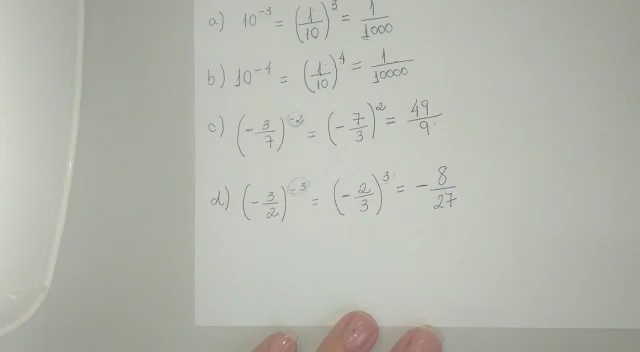 a) 10⁻³ = (1/10)³ = 1/1000
b) 10⁻⁴ = (1/10)⁴ = 1/10000
c) (-3/7)⁻² = (-7/3)² = 49/9
d) (-3/2)⁻³ = (-2/3)³ = -8/27